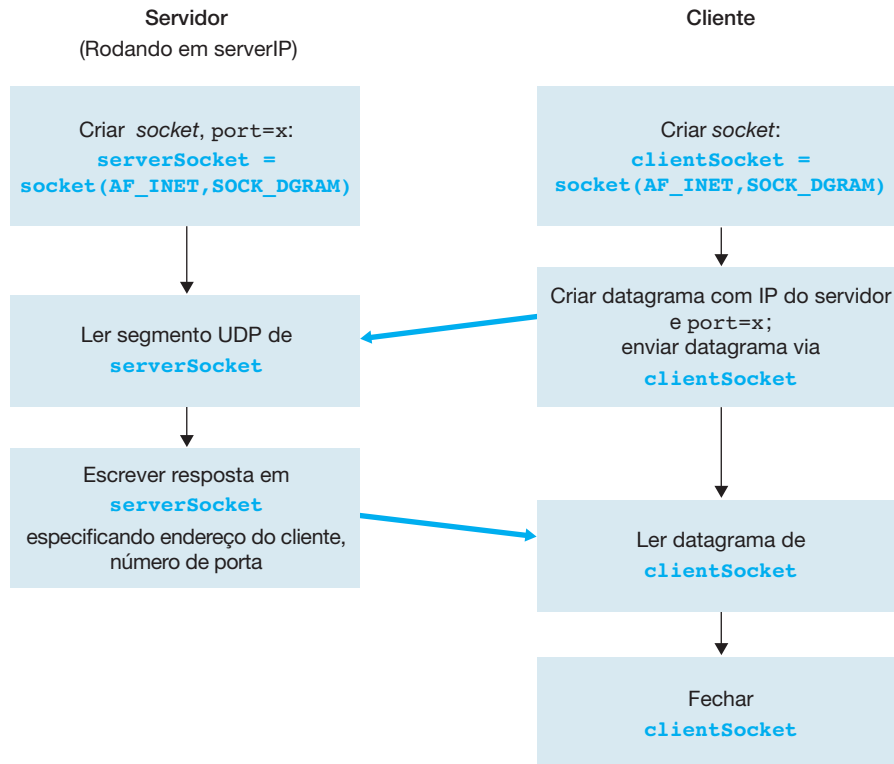 Servidor
(Rodando em serverIP)
Criar socket, port=x:
serverSocket =
socket(AF_INET,SOCK_DGRAM)
Ler segmento UDP de
serverSocket
Escrever resposta em
serverSocket
especificando endereço do cliente,
número de porta
Cliente
Criar socket:
clientSocket =
socket(AF_INET,SOCK_DGRAM)
Criar datagrama com IP do servidor
e port=x;
enviar datagrama via
clientSocket
Ler datagrama de
clientSocket
Fechar
clientSocket